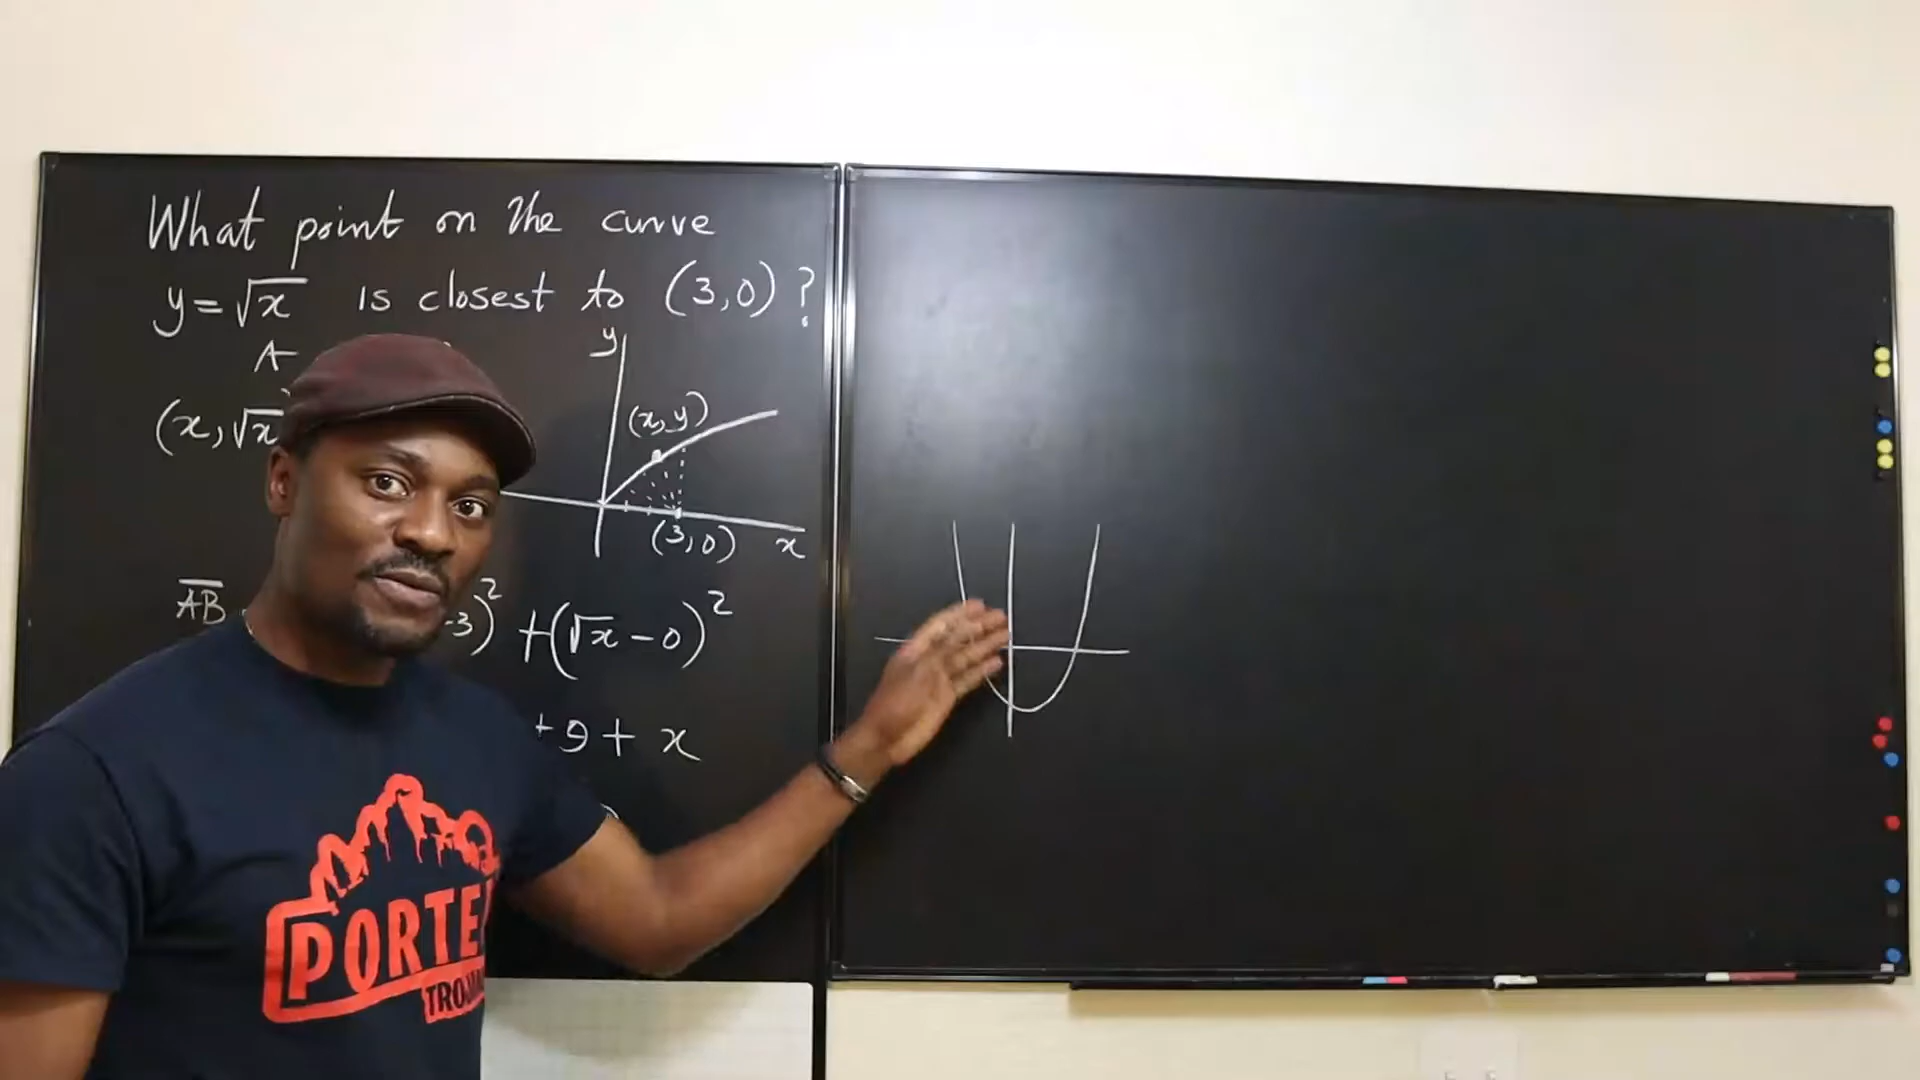 What point on the curve
y = √x is closest to (3,0)?
A
(x, √x
y
(x, y)
(3,0)
x
AB
-3)² + (√x - 0)²
+ 9 + x
PORTE
TROJA